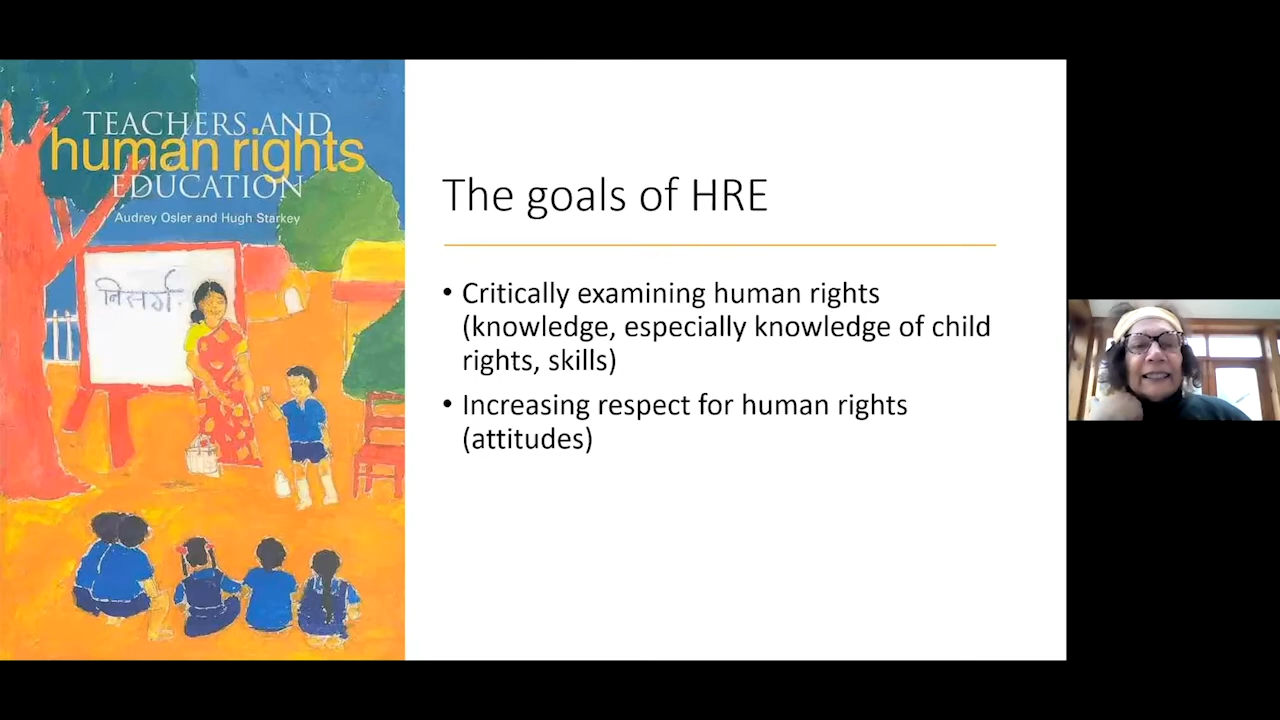 TEACHERS AND
human rights
EDUCATION
Audrey Osler and Hugh Starkey
निसर्ग
The goals of HRE
• Critically examining human rights
(knowledge, especially knowledge of child
rights, skills)
• Increasing respect for human rights
(attitudes)